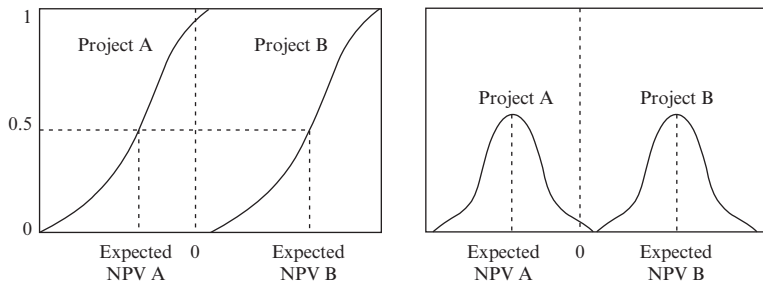 1
Project A
Project B
0.5
0
Expected
NPV A
0
Expected
NPV B
Project A
Project B
Expected
NPV A
0
Expected
NPV B